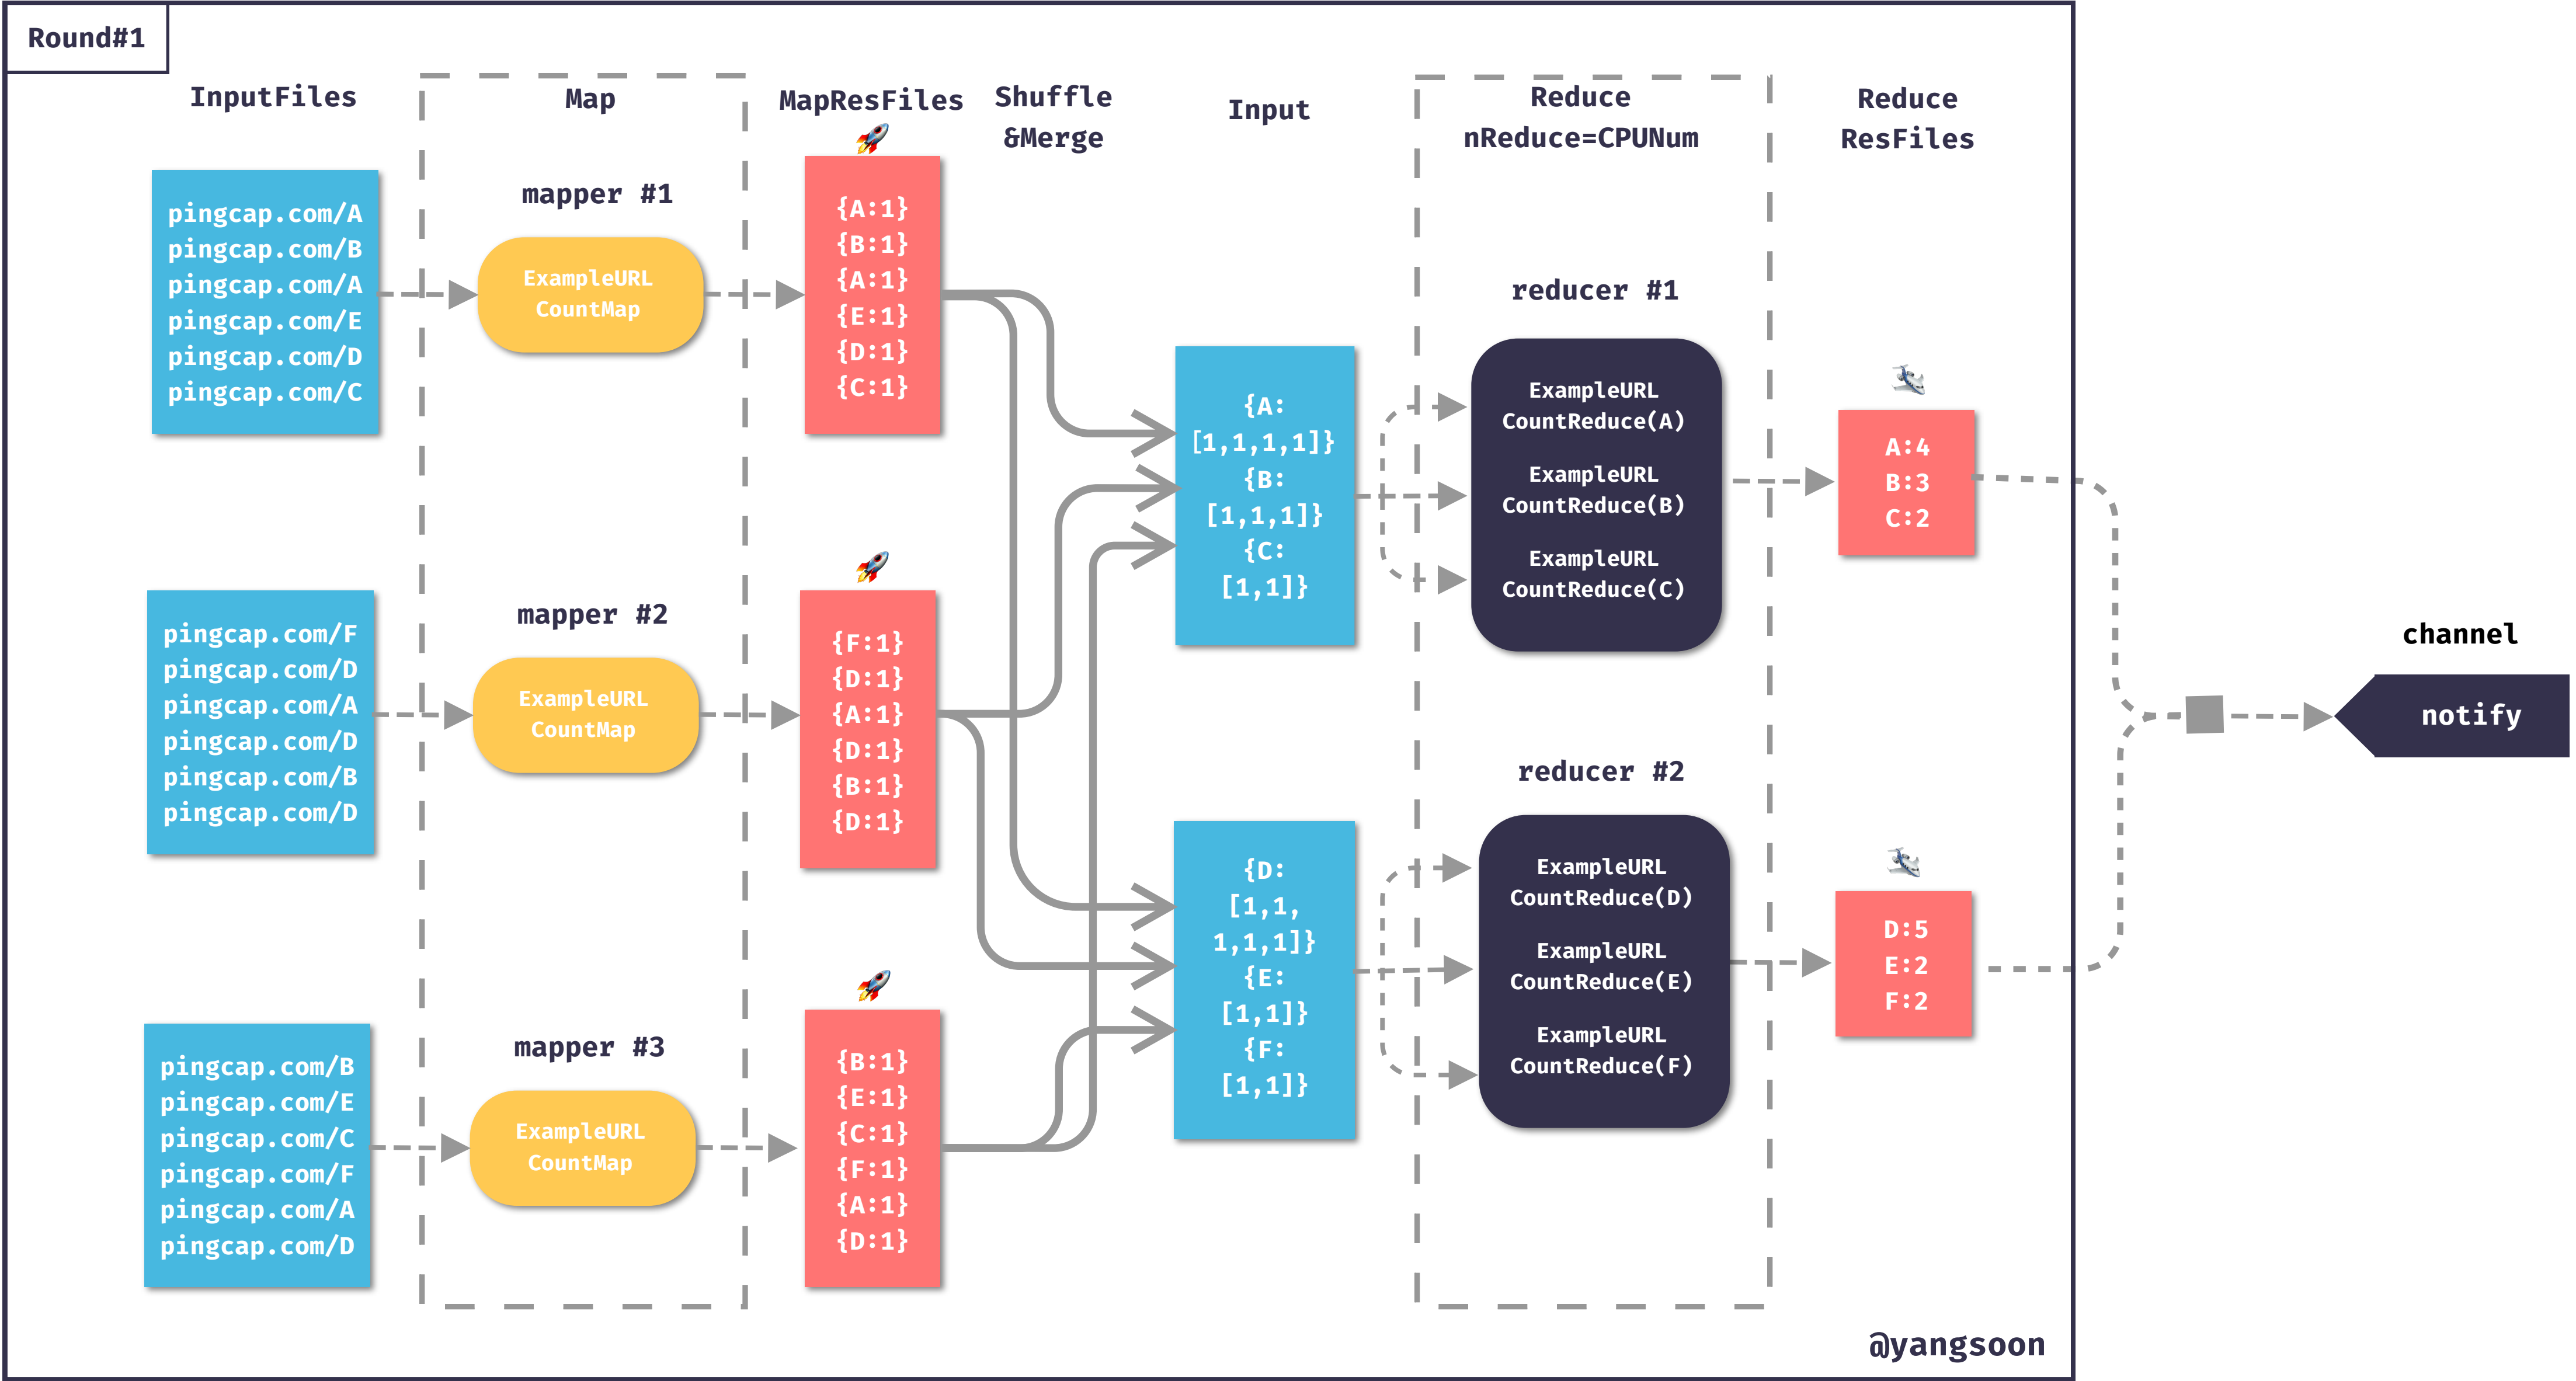 Round#1
InputFiles
Map
MapResFiles
Shuffle
&Merge
Input
Reduce
nReduce=CPUNum
Reduce
ResFiles
pingcap.com/A
pingcap.com/B
pingcap.com/A
pingcap.com/E
pingcap.com/D
pingcap.com/C
mapper #1
ExampleURL
CountMap
{A:1}
{B:1}
{A:1}
{E:1}
{D:1}
{C:1}
pingcap.com/F
pingcap.com/D
pingcap.com/A
pingcap.com/D
pingcap.com/B
pingcap.com/D
mapper #2
ExampleURL
CountMap
{F:1}
{D:1}
{A:1}
{D:1}
{B:1}
{D:1}
pingcap.com/B
pingcap.com/E
pingcap.com/C
pingcap.com/F
pingcap.com/A
pingcap.com/D
mapper #3
ExampleURL
CountMap
{B:1}
{E:1}
{C:1}
{F:1}
{A:1}
{D:1}
{A:
[1,1,1,1]}
{B:
[1,1,1]}
{C:
[1,1]}
reducer #1
ExampleURL
CountReduce(A)
ExampleURL
CountReduce(B)
ExampleURL
CountReduce(C)
A:4
B:3
C:2
{D:
[1,1,
1,1,1]}
{E:
[1,1]}
{F:
[1,1]}
reducer #2
ExampleURL
CountReduce(D)
ExampleURL
CountReduce(E)
ExampleURL
CountReduce(F)
D:5
E:2
F:2
channel
notify
@yangsoon